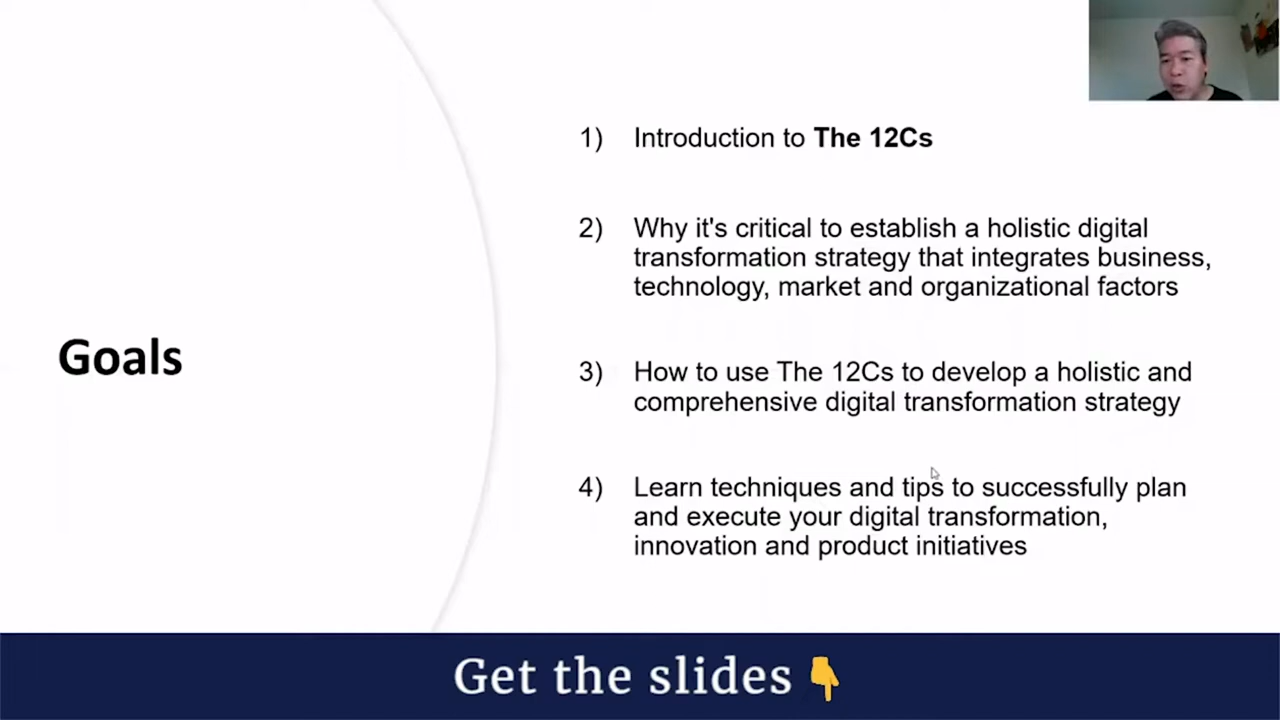 Goals
1) Introduction to The 12Cs
2) Why it's critical to establish a holistic digital
transformation strategy that integrates business,
technology, market and organizational factors
3) How to use The 12Cs to develop a holistic and
comprehensive digital transformation strategy
4) Learn techniques and tips to successfully plan
and execute your digital transformation,
innovation and product initiatives
Get the slides 👇